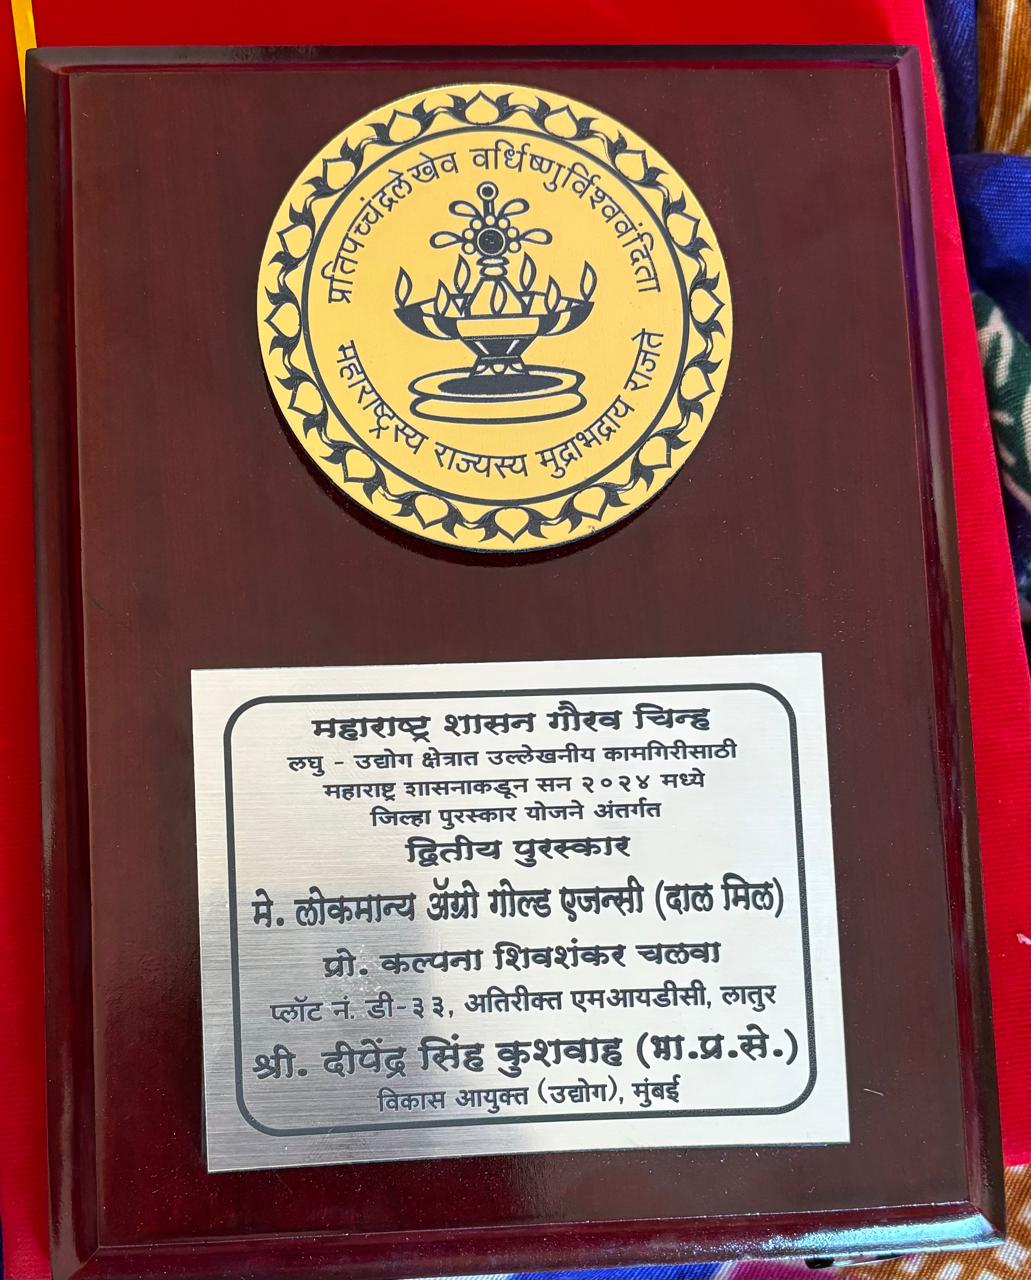 प्रतिपच्चंद्रलेखेव वर्धिष्णुर्विश्ववंदिता
महाराष्ट्रस्य राज्यस्य मुद्राभद्राय राजते
महाराष्ट्र शासन गौरव चिन्ह
लघु - उद्योग क्षेत्रात उल्लेखनीय कामगिरीसाठी
महाराष्ट्र शासनाकडून सन २०२४ मध्ये
जिल्हा पुरस्कार योजने अंतर्गत
द्वितीय पुरस्कार
मे. लोकमान्य ॲग्रो गोल्ड एजन्सी (दाल मिल)
प्रो. कल्पना शिवशंकर चलवा
प्लॉट नं. डी-३३, अतिरीक्त एमआयडीसी, लातुर
श्री. दीपेंद्र सिंह कुशवाह (भा.प्र.से.)
विकास आयुक्त (उद्योग), मुंबई